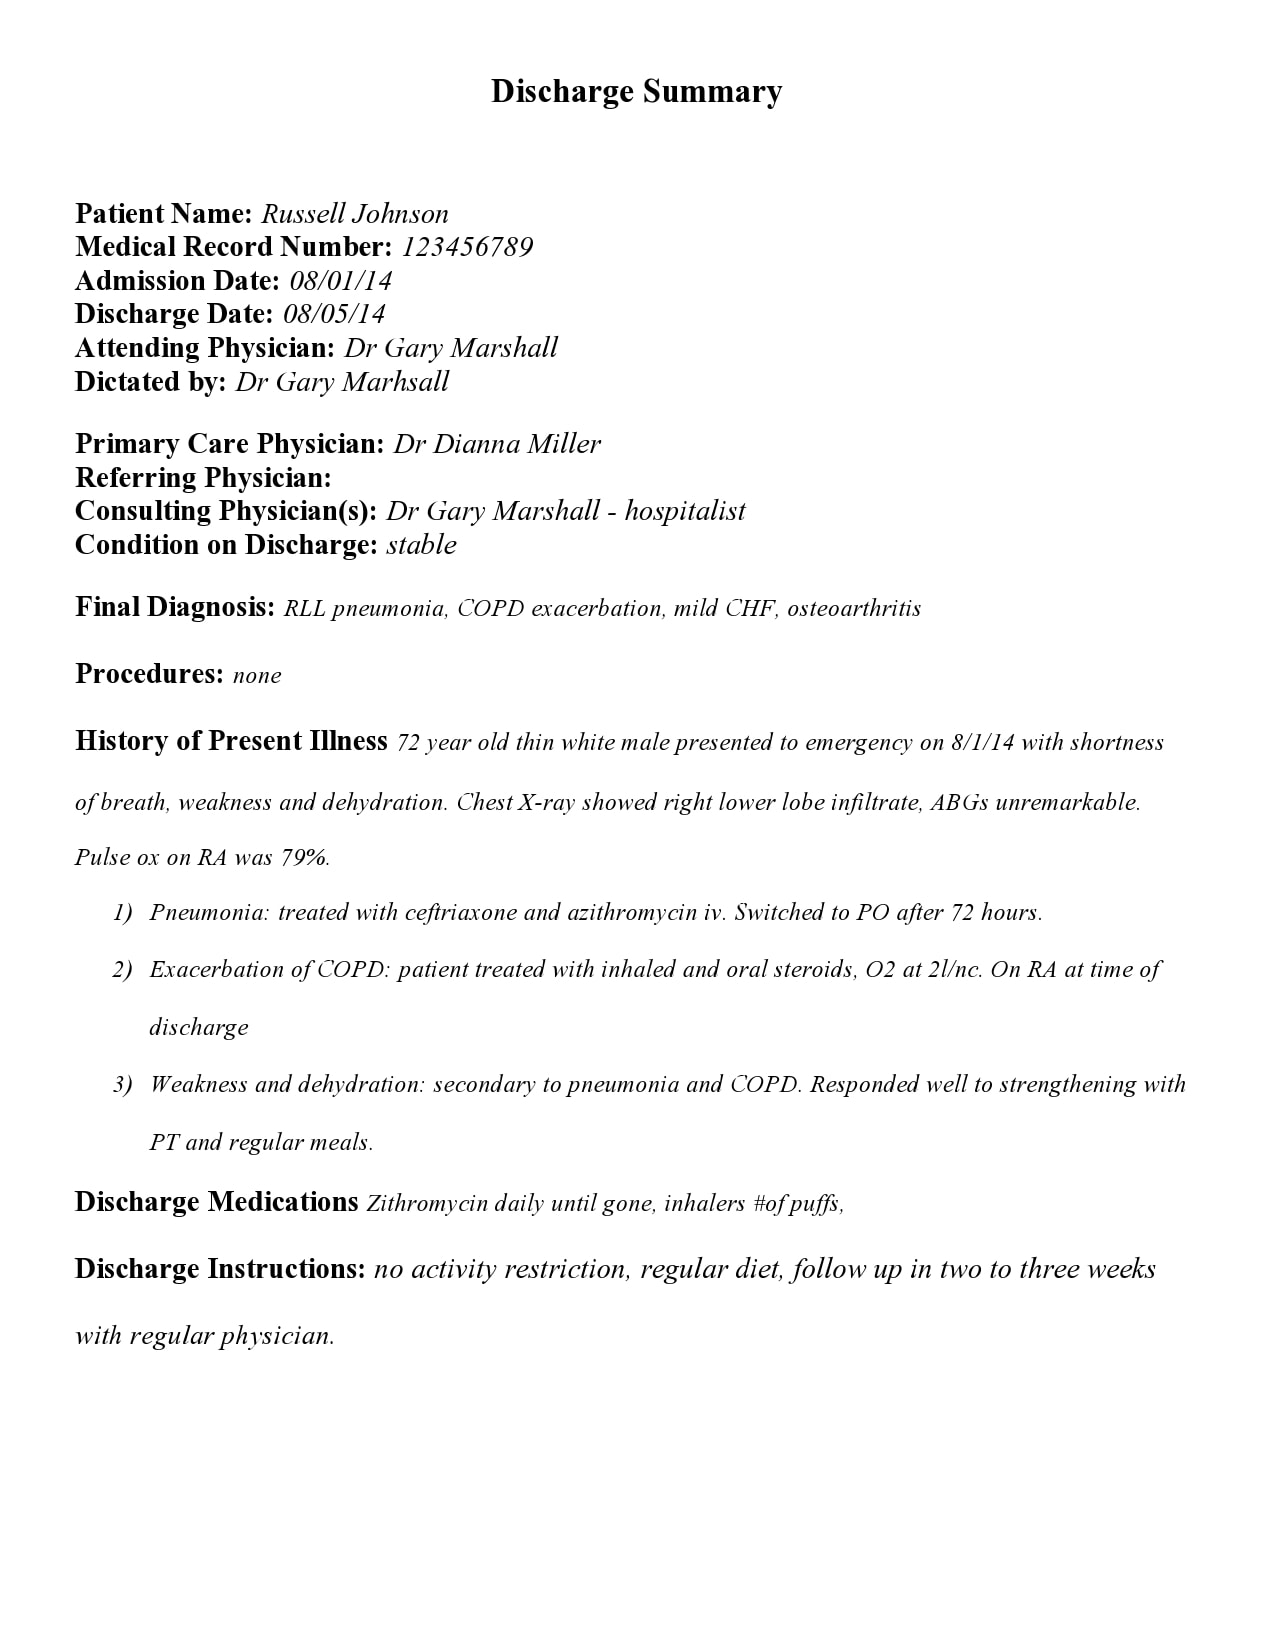 Discharge Summary
Patient Name: Russell Johnson
Medical Record Number: 123456789
Admission Date: 08/01/14
Discharge Date: 08/05/14
Attending Physician: Dr Gary Marshall
Dictated by: Dr Gary Marhsall
Primary Care Physician: Dr Dianna Miller
Referring Physician:
Consulting Physician(s): Dr Gary Marshall - hospitalist
Condition on Discharge: stable
Final Diagnosis: RLL pneumonia, COPD exacerbation, mild CHF, osteoarthritis
Procedures: none
History of Present Illness 72 year old thin white male presented to emergency on 8/1/14 with shortness
of breath, weakness and dehydration. Chest X-ray showed right lower lobe infiltrate, ABGs unremarkable.
Pulse ox on RA was 79%.
1) Pneumonia: treated with ceftriaxone and azithromycin iv. Switched to PO after 72 hours.
2) Exacerbation of COPD: patient treated with inhaled and oral steroids, O2 at 2l/nc. On RA at time of
discharge
3) Weakness and dehydration: secondary to pneumonia and COPD. Responded well to strengthening with
PT and regular meals.
Discharge Medications Zithromycin daily until gone, inhalers #of puffs,
Discharge Instructions: no activity restriction, regular diet, follow up in two to three weeks
with regular physician.